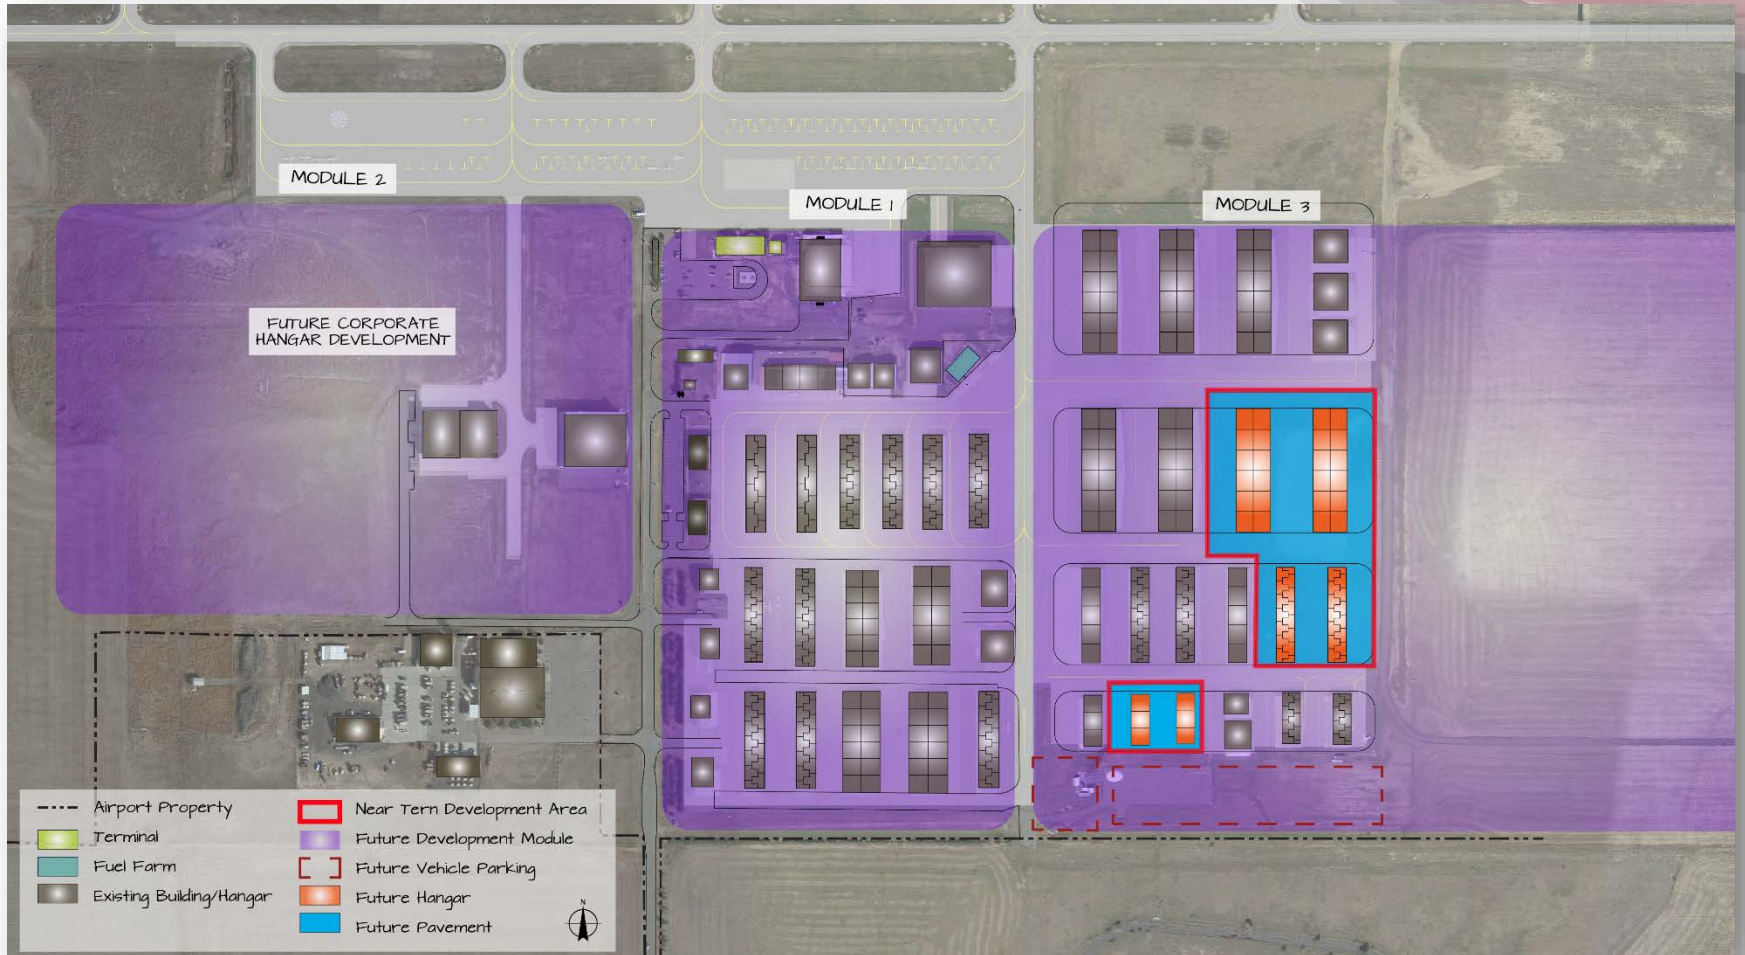 MODULE 2
MODULE 1
MODULE 3
FUTURE CORPORATE
HANGAR DEVELOPMENT
Airport Property
Terminal
Fuel Farm
Existing Building/Hangar
Near Tern Development Area
Future Development Module
Future Vehicle Parking
Future Hangar
Future Pavement
N